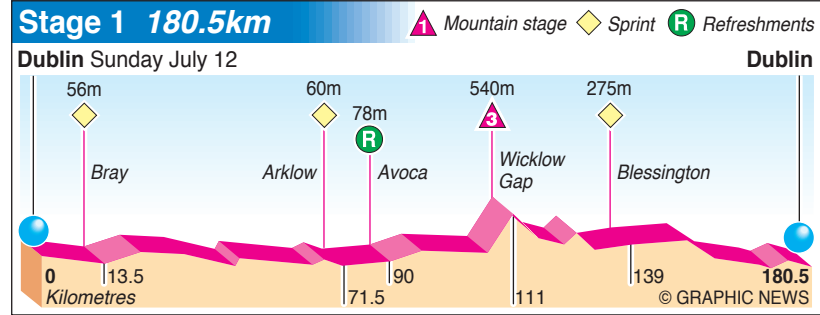 Stage 1 180.5km
1 Mountain stage Sprint R Refreshments
Dublin Sunday July 12
Dublin
56m
60m
78m
540m
275m
R
3
Bray
Arklow
Avoca
Wicklow
Gap
Blessington
0
13.5
71.5
90
111
139
180.5
Kilometres
© GRAPHIC NEWS